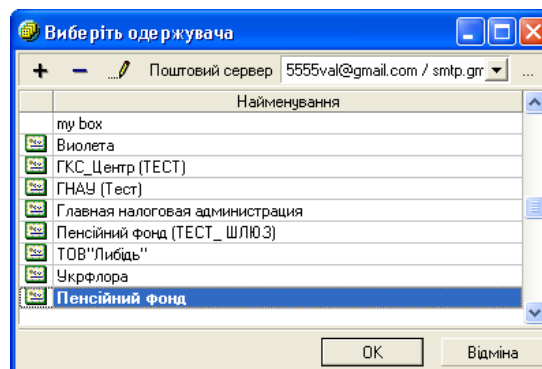 Виберіть одержувача
Поштовий сервер 5555val@gmail.com / smtp.gm ...
Найменування
my box
Виолета
ГКС_Центр (ТЕСТ)
ГНАУ (Тест)
Главная налоговая администрация
Пенсійний фонд (ТЕСТ_ ШЛЮЗ)
ТОВ"Либідь"
Укрфлора
Пенсійний фонд
OK Відміна